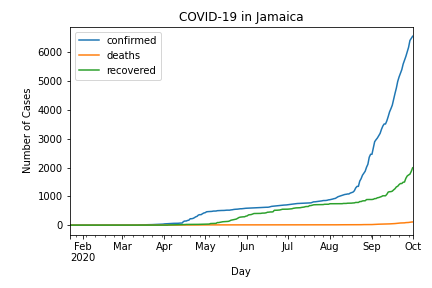 COVID-19 in Jamaica
confirmed
deaths
recovered
Number of Cases
6000
5000
4000
3000
2000
1000
0
Feb Mar Apr May Jun Jul Aug Sep Oct
2020
Day